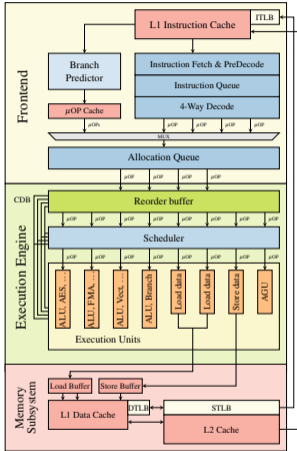 L1 Instruction Cache
ITLB
Frontend
Branch
Predictor
Instruction Fetch & PreDecode
Instruction Queue
μOP Cache
4-Way Decode
μOPs
μOP μOP μOP μOP
MUX
Allocation Queue
μOP μOP μOP μOP
Execution Engine
CDB
Reorder buffer
μOP μOP μOP μOP μOP μOP μOP μOP
Scheduler
μOP μOP μOP μOP μOP μOP μOP μOP
ALU, AES, …
ALU, FMA, …
ALU, Vect, …
ALU, Branch
Load data
Load data
Store data
AGU
Execution Units
Memory
Subsystem
Load Buffer
Store Buffer
L1 Data Cache
DTLB
STLB
L2 Cache